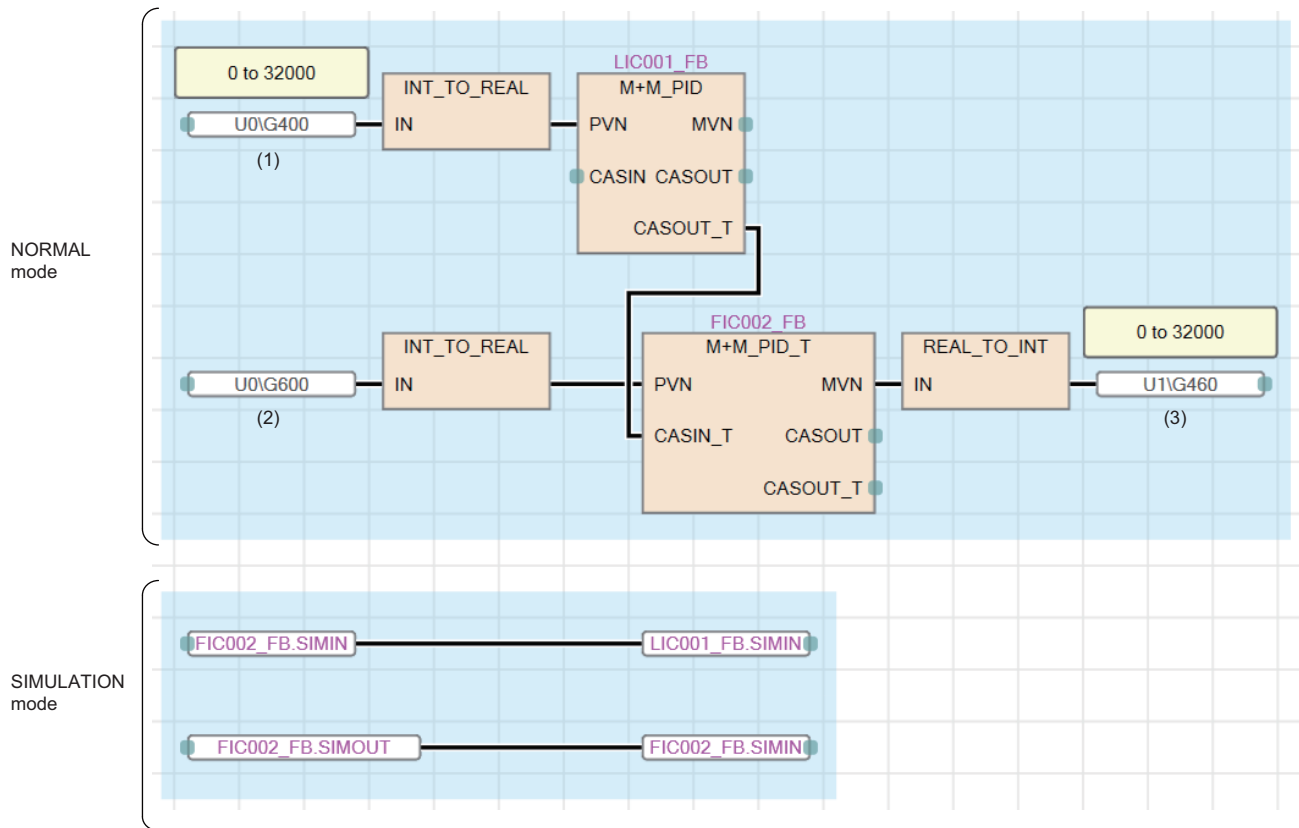 NORMAL
mode
0 to 32000
U0\G400
(1)
INT_TO_REAL
IN
LIC001_FB
M+M_PID
PVN MVN
CASIN CASOUT
CASOUT_T
U0\G600
(2)
INT_TO_REAL
IN
FIC002_FB
M+M_PID_T
PVN MVN
CASIN_T CASOUT
CASOUT_T
REAL_TO_INT
IN
0 to 32000
U1\G460
(3)
SIMULATION
mode
FIC002_FB.SIMIN
LIC001_FB.SIMIN
FIC002_FB.SIMOUT
FIC002_FB.SIMIN